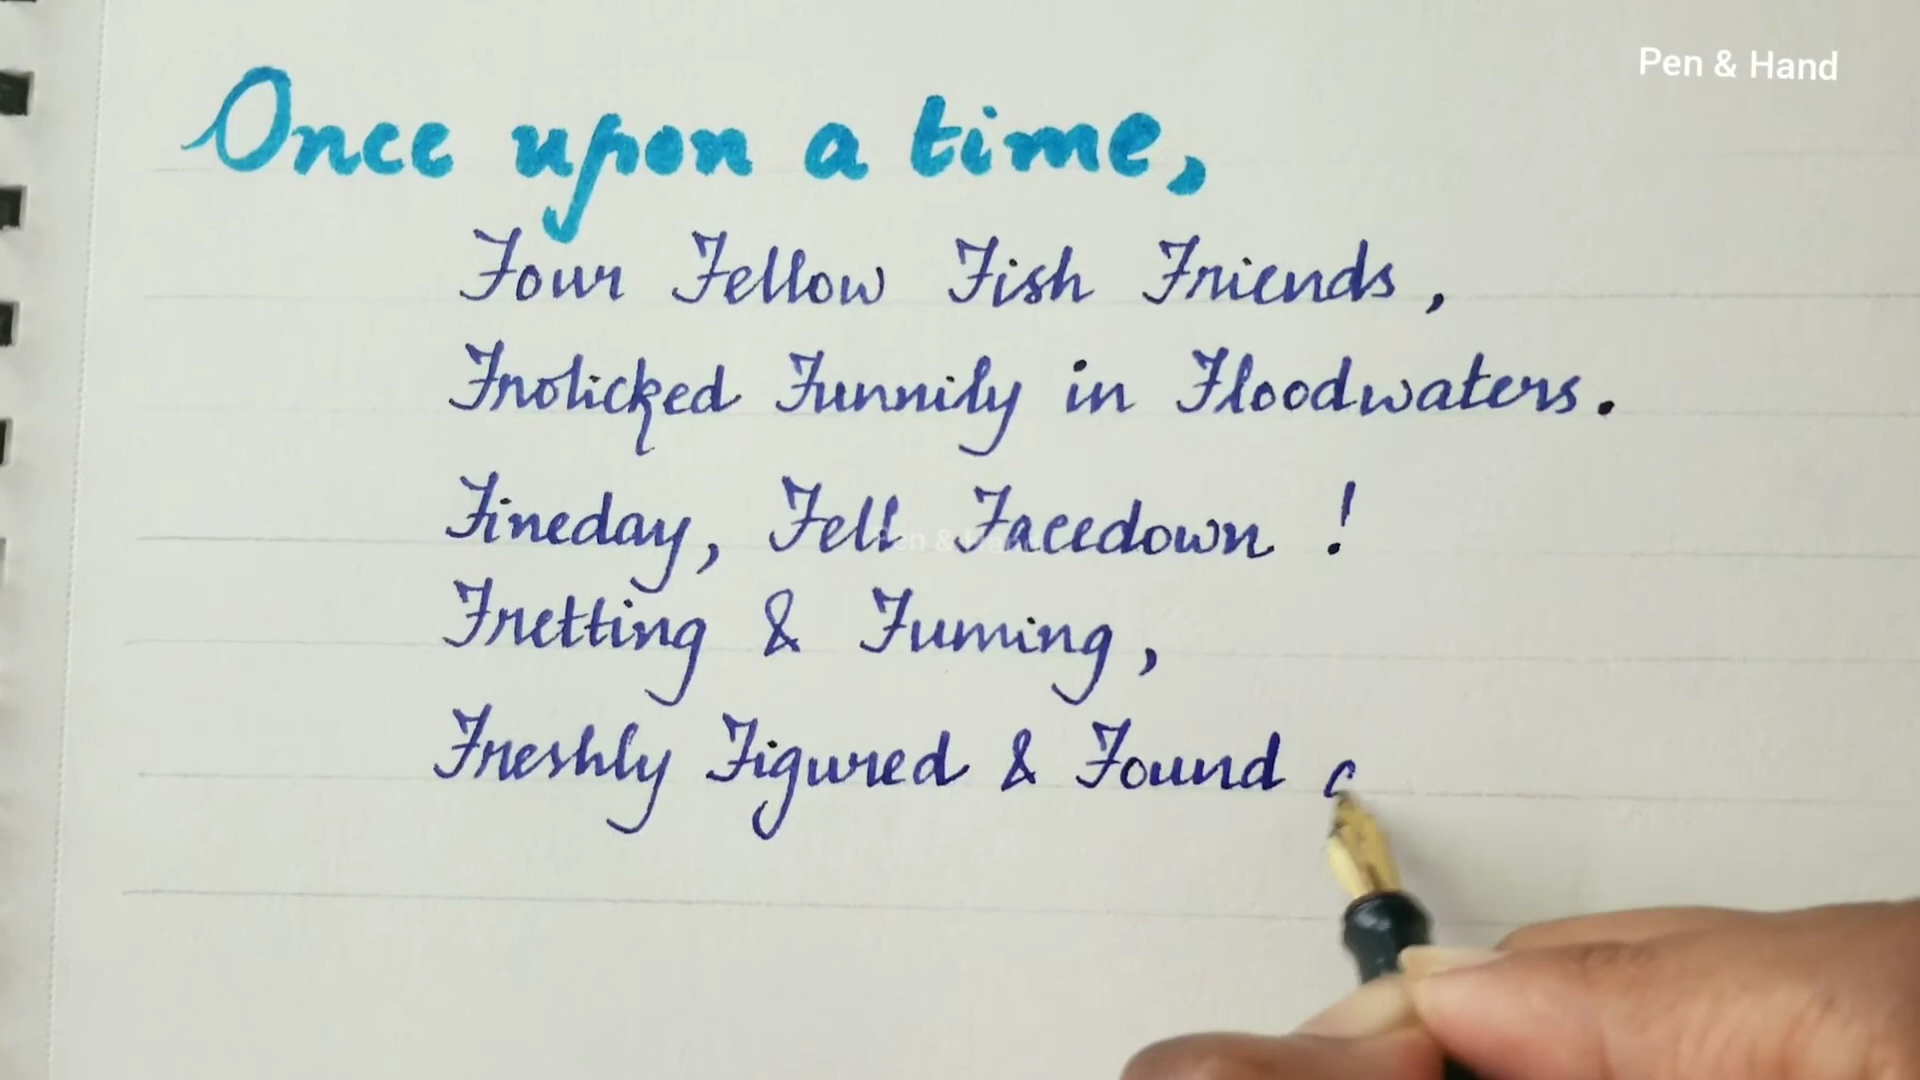 Pen & Hand
Once upon a time,
Four Fellow Fish Friends,
Frolicked Funnily in Floodwaters.
Fineday, Fell Facedown !
Fretting & Fuming,
Freshly Figured & Found